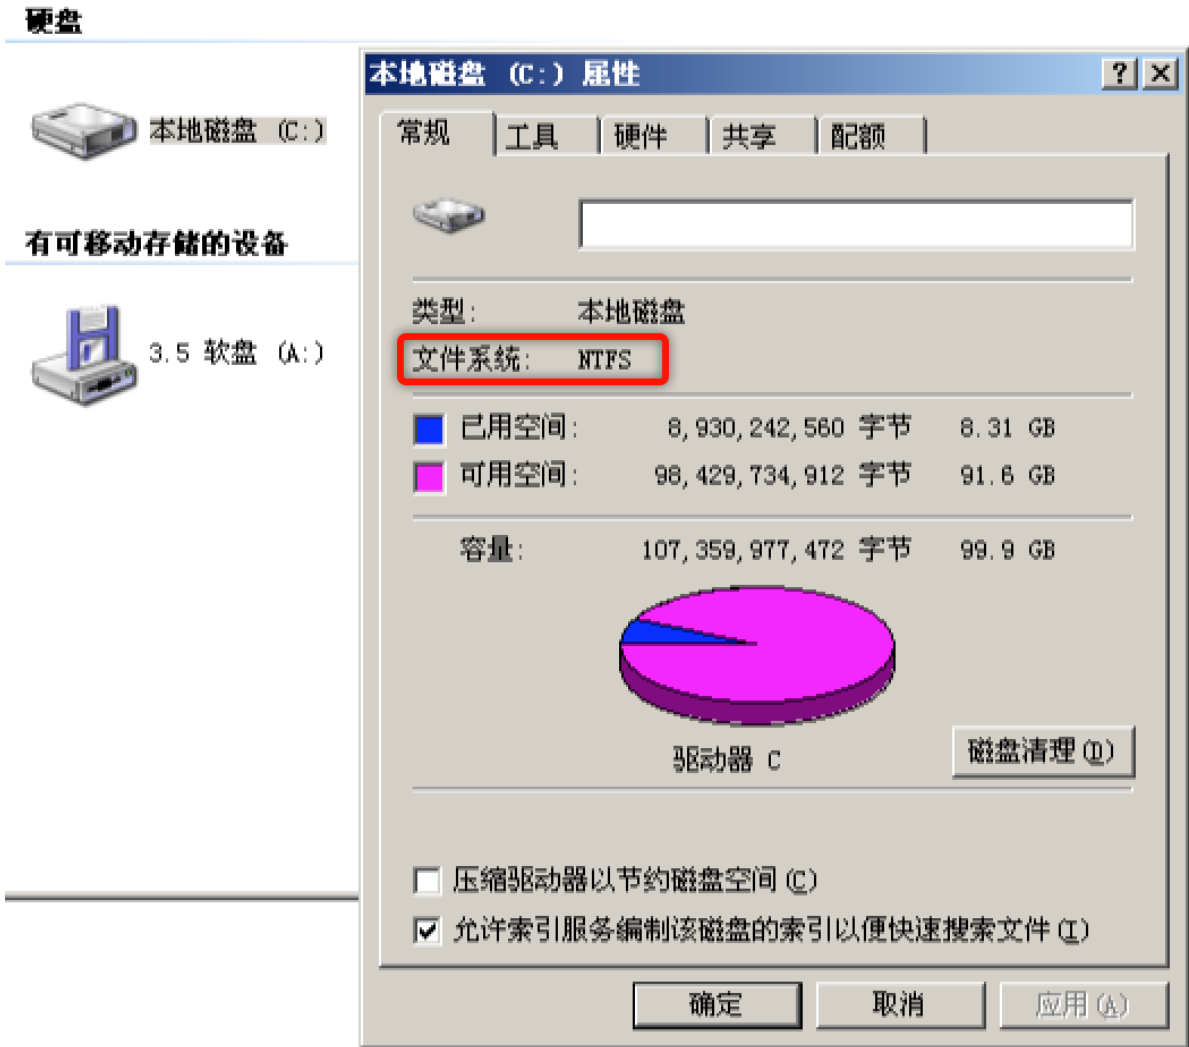 硬盘
本地磁盘 (C:)
有可移动存储的设备
3.5 软盘 (A:)
本地磁盘 (C:) 属性
常规 工具 硬件 共享 配额
类型: 本地磁盘
文件系统: NTFS
已用空间: 8,930,242,560 字节 8.31 GB
可用空间: 98,429,734,912 字节 91.6 GB
容量: 107,359,977,472 字节 99.9 GB
驱动器 C
磁盘清理(D)
压缩驱动器以节约磁盘空间(C)
允许索引服务编制该磁盘的索引以便快速搜索文件(I)
确定 取消 应用(A)